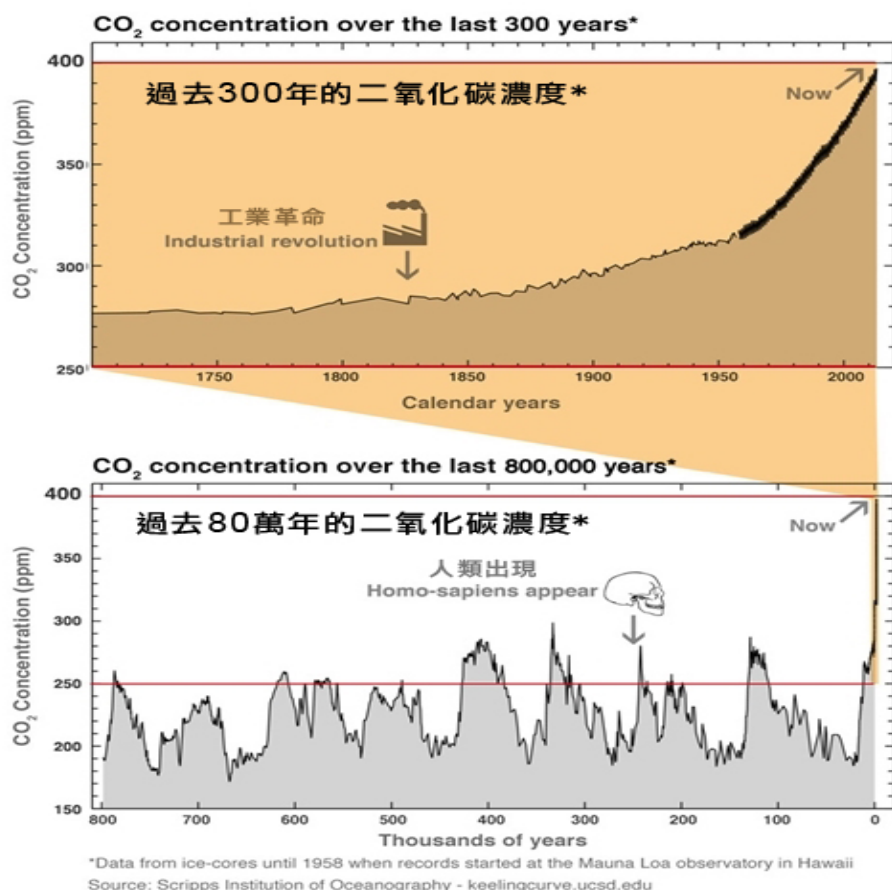 CO₂ concentration over the last 300 years*
400
過去300年的二氧化碳濃度*
Now
350
工業革命
Industrial revolution
300
250
CO₂ Concentration (ppm)
1750 1800 1850 1900 1950 2000
Calendar years
CO₂ concentration over the last 800,000 years*
400
過去80萬年的二氧化碳濃度*
Now
350
人類出現
Homo-sapiens appear
300
250
200
150
CO₂ Concentration (ppm)
800 700 600 500 400 300 200 100 0
Thousands of years
*Data from ice-cores until 1958 when records started at the Mauna Loa observatory in Hawaii
Source: Scripps Institution of Oceanography - keelingcurve.ucsd.edu